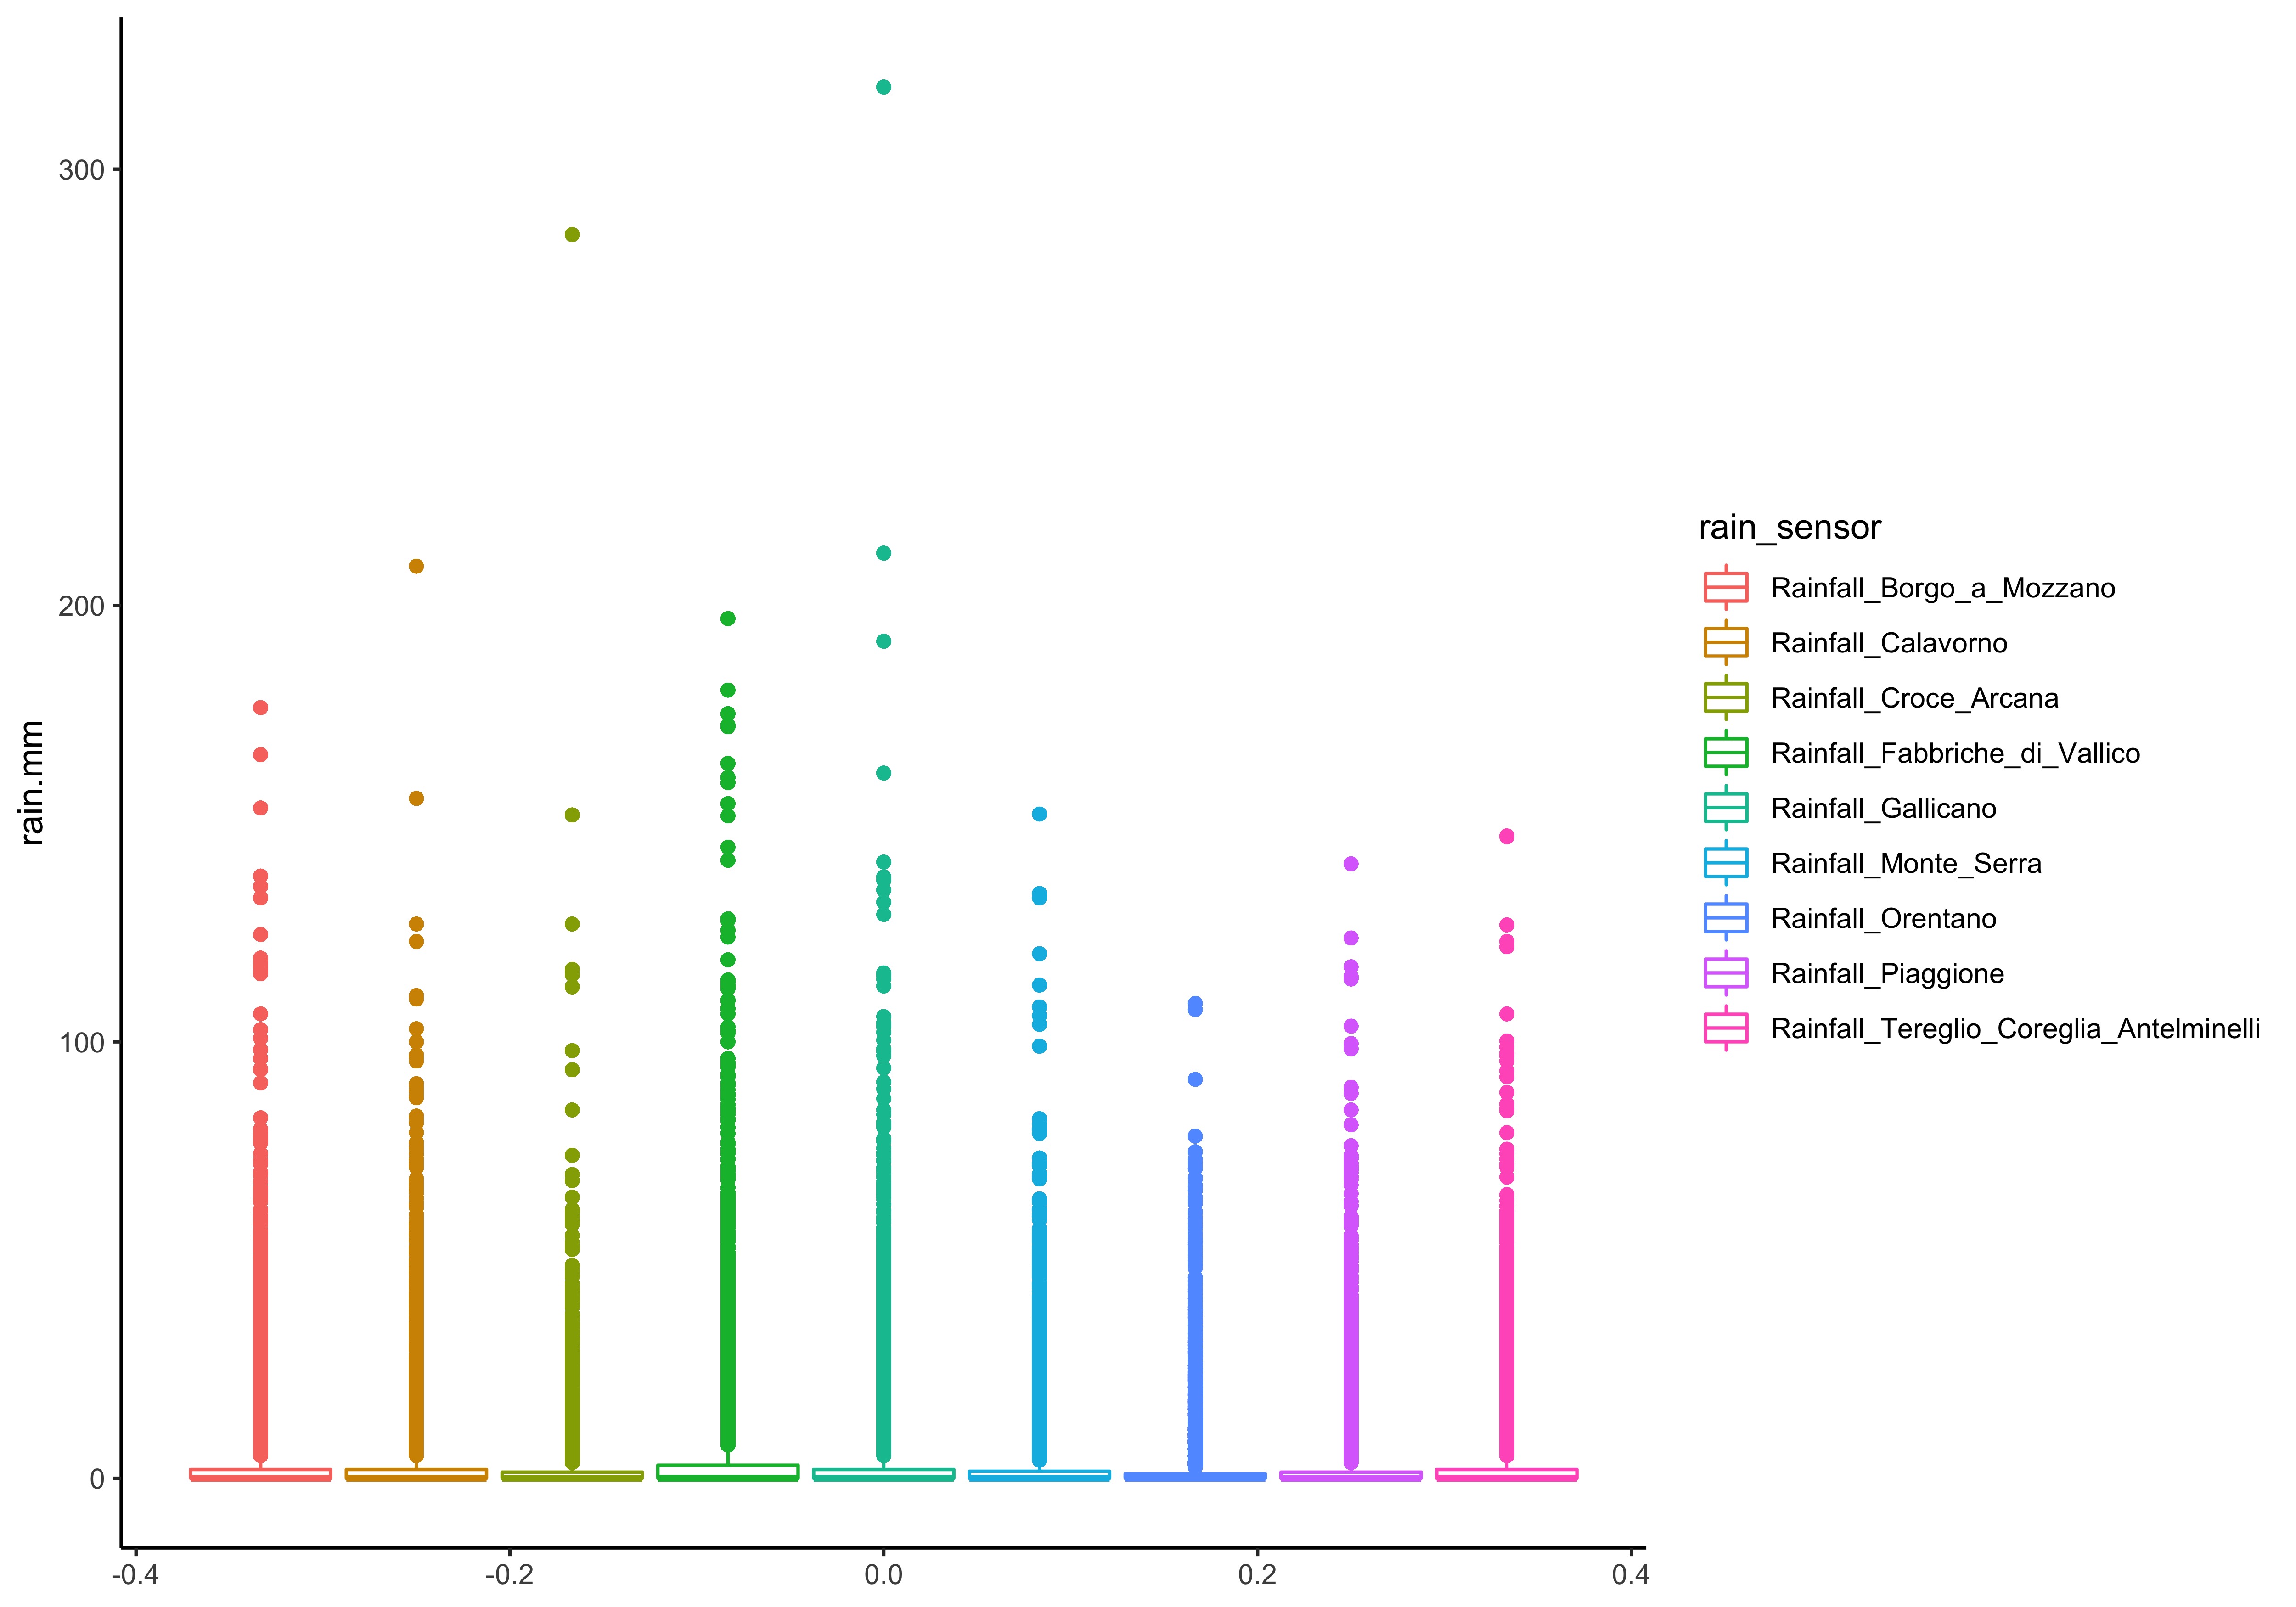 300
200
100
0
rain.mm
-0.4
-0.2
0.0
0.2
0.4
rain_sensor
Rainfall_Borgo_a_Mozzano
Rainfall_Calavorno
Rainfall_Croce_Arcana
Rainfall_Fabbriche_di_Vallico
Rainfall_Gallicano
Rainfall_Monte_Serra
Rainfall_Orentano
Rainfall_Piaggione
Rainfall_Tereglio_Coreglia_Antelminelli